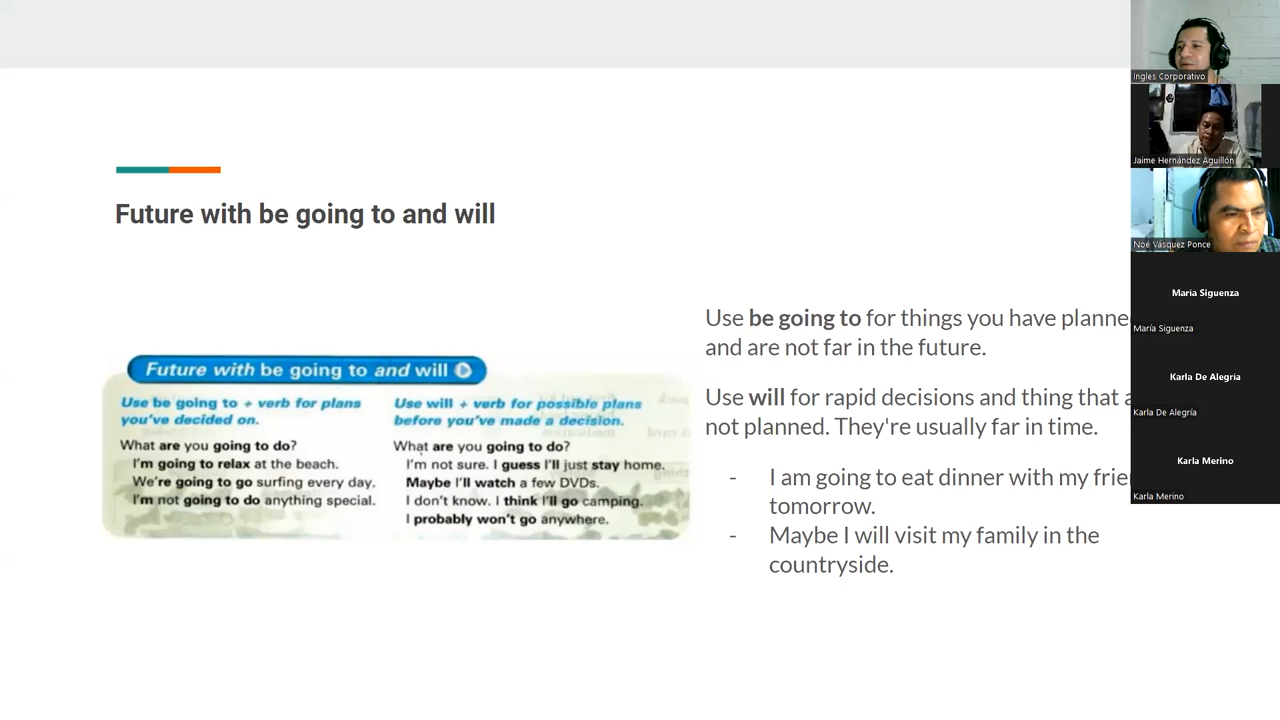 Future with be going to and will
Future with be going to and will
Use be going to + verb for plans
you've decided on.
What are you going to do?
I'm going to relax at the beach.
We're going to go surfing every day.
I'm not going to do anything special.
Use will + verb for possible plans
before you've made a decision.
What are you going to do?
I'm not sure. I guess I'll just stay home.
Maybe I'll watch a few DVDs.
I don't know. I think I'll go camping.
I probably won't go anywhere.
Use be going to for things you have planne
and are not far in the future.
Use will for rapid decisions and thing that a
not planned. They're usually far in time.
- I am going to eat dinner with my frie
tomorrow.
- Maybe I will visit my family in the
countryside.
Ingles Corporativo
Jaime Hernández Aguillón
Noé Vásquez Ponce
María Siguenza
María Siguenza
Karla De Alegría
Karla De Alegría
Karla Merino
Karla Merino